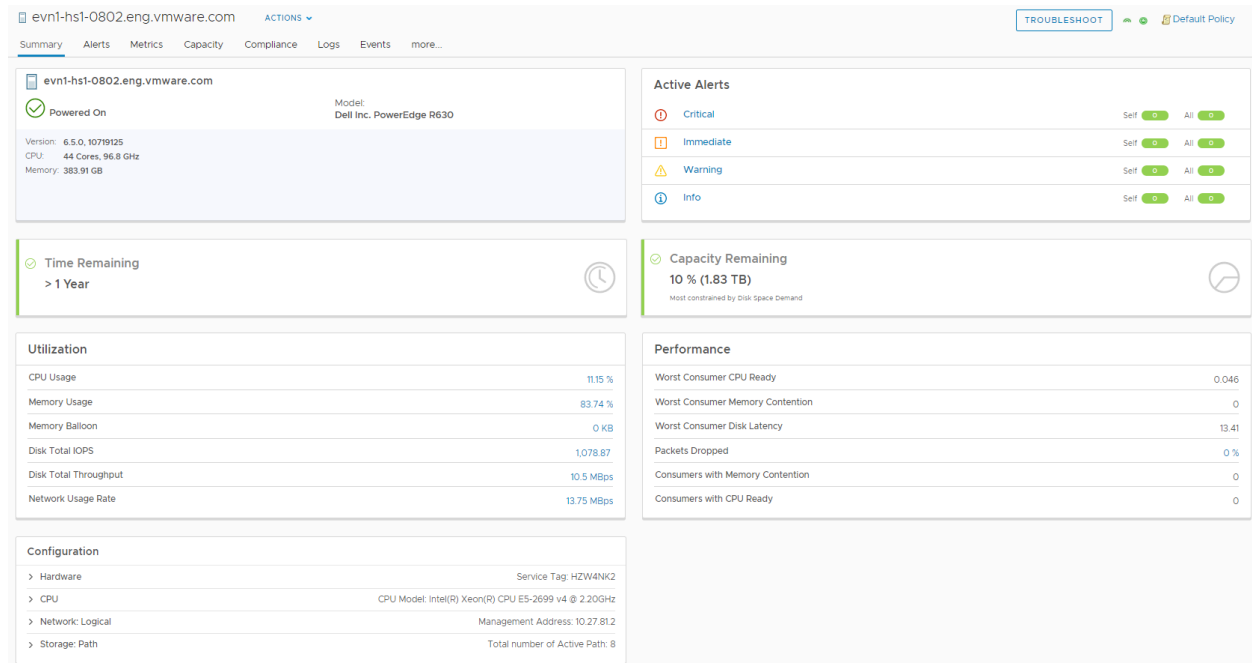 evn1-hs1-0802.eng.vmware.com ACTIONS TROUBLESHOOT Default Policy
Summary Alerts Metrics Capacity Compliance Logs Events more...
evn1-hs1-0802.eng.vmware.com
Powered On
Model:
Dell Inc. PowerEdge R630
Version: 6.5.0, 10719125
CPU: 44 Cores, 96.8 GHz
Memory: 383.91 GB
Active Alerts
Critical Self 0 All 0
Immediate Self 0 All 0
Warning Self 0 All 0
Info Self 0 All 0
Time Remaining
> 1 Year
Capacity Remaining
10 % (1.83 TB)
Most constrained by Disk Space Demand
Utilization
CPU Usage 11.15 %
Memory Usage 83.74 %
Memory Balloon 0 KB
Disk Total IOPS 1,078.87
Disk Total Throughput 10.5 MBps
Network Usage Rate 13.75 MBps
Performance
Worst Consumer CPU Ready 0.046
Worst Consumer Memory Contention 0
Worst Consumer Disk Latency 13.41
Packets Dropped 0 %
Consumers with Memory Contention 0
Consumers with CPU Ready 0
Configuration
Hardware Service Tag: HZW4NK2
CPU CPU Model: Intel(R) Xeon(R) CPU E5-2699 v4 @ 2.20GHz
Network: Logical Management Address: 10.27.81.2
Storage: Path Total number of Active Path: 8